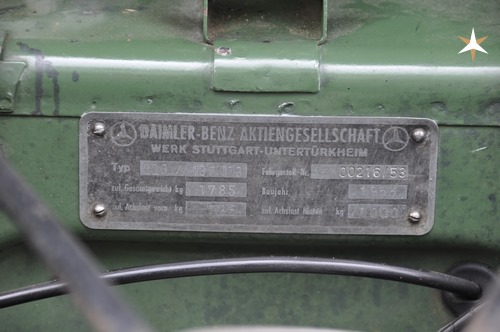 DAIMLER-BENZ AKTIENGESELLSCHAFT
WERK STUTTGART-UNTERTÜRKHEIM
Typ Fahrgestell-Nr. 00216/53
zul. Gesamtgewicht kg 1785 Baujahr
zul. Achslast vorn kg zul. Achslast hinten kg